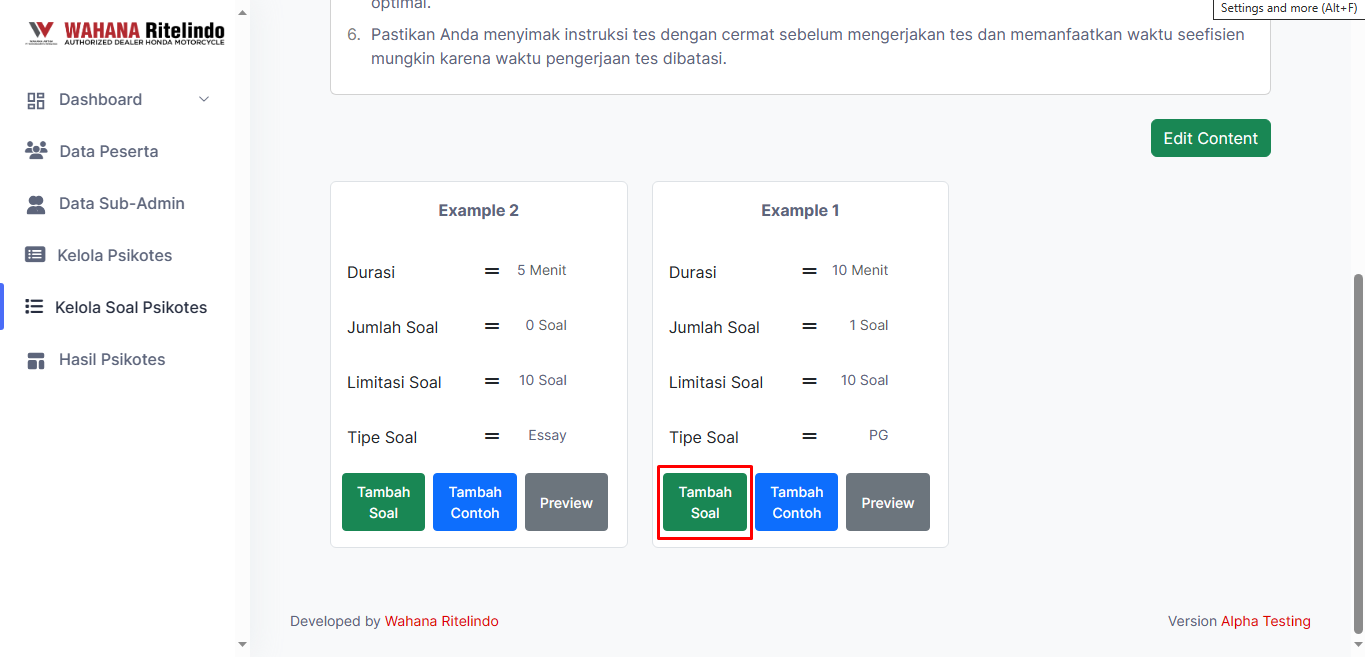 Settings and more (Alt+F)
WAHANA Ritelindo
AUTHORIZED DEALER HONDA MOTORCYCLE
Dashboard
Data Peserta
Data Sub-Admin
Kelola Psikotes
Kelola Soal Psikotes
Hasil Psikotes
optimal.
6. Pastikan Anda menyimak instruksi tes dengan cermat sebelum mengerjakan tes dan memanfaatkan waktu seefisien
mungkin karena waktu pengerjaan tes dibatasi.
Edit Content
Example 2
Durasi = 5 Menit
Jumlah Soal = 0 Soal
Limitasi Soal = 10 Soal
Tipe Soal = Essay
Tambah
Soal
Tambah
Contoh
Preview
Example 1
Durasi = 10 Menit
Jumlah Soal = 1 Soal
Limitasi Soal = 10 Soal
Tipe Soal = PG
Tambah
Soal
Tambah
Contoh
Preview
Developed by Wahana Ritelindo
Version Alpha Testing